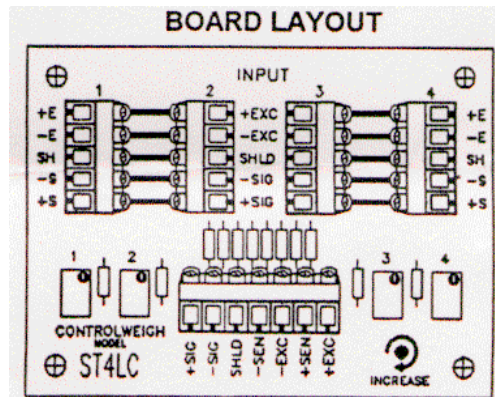 BOARD LAYOUT
INPUT
1 2 3 4
+E +EXC +E
-E -EXC -E
SH SHLD SH
-S -SIG -S
+S +SIG +S
1 2 3 4
CONTROLWEIGH
MODEL
ST4LC
+SIG -SIG SHLD -SEN -EXC +SEN +EXC
INCREASE